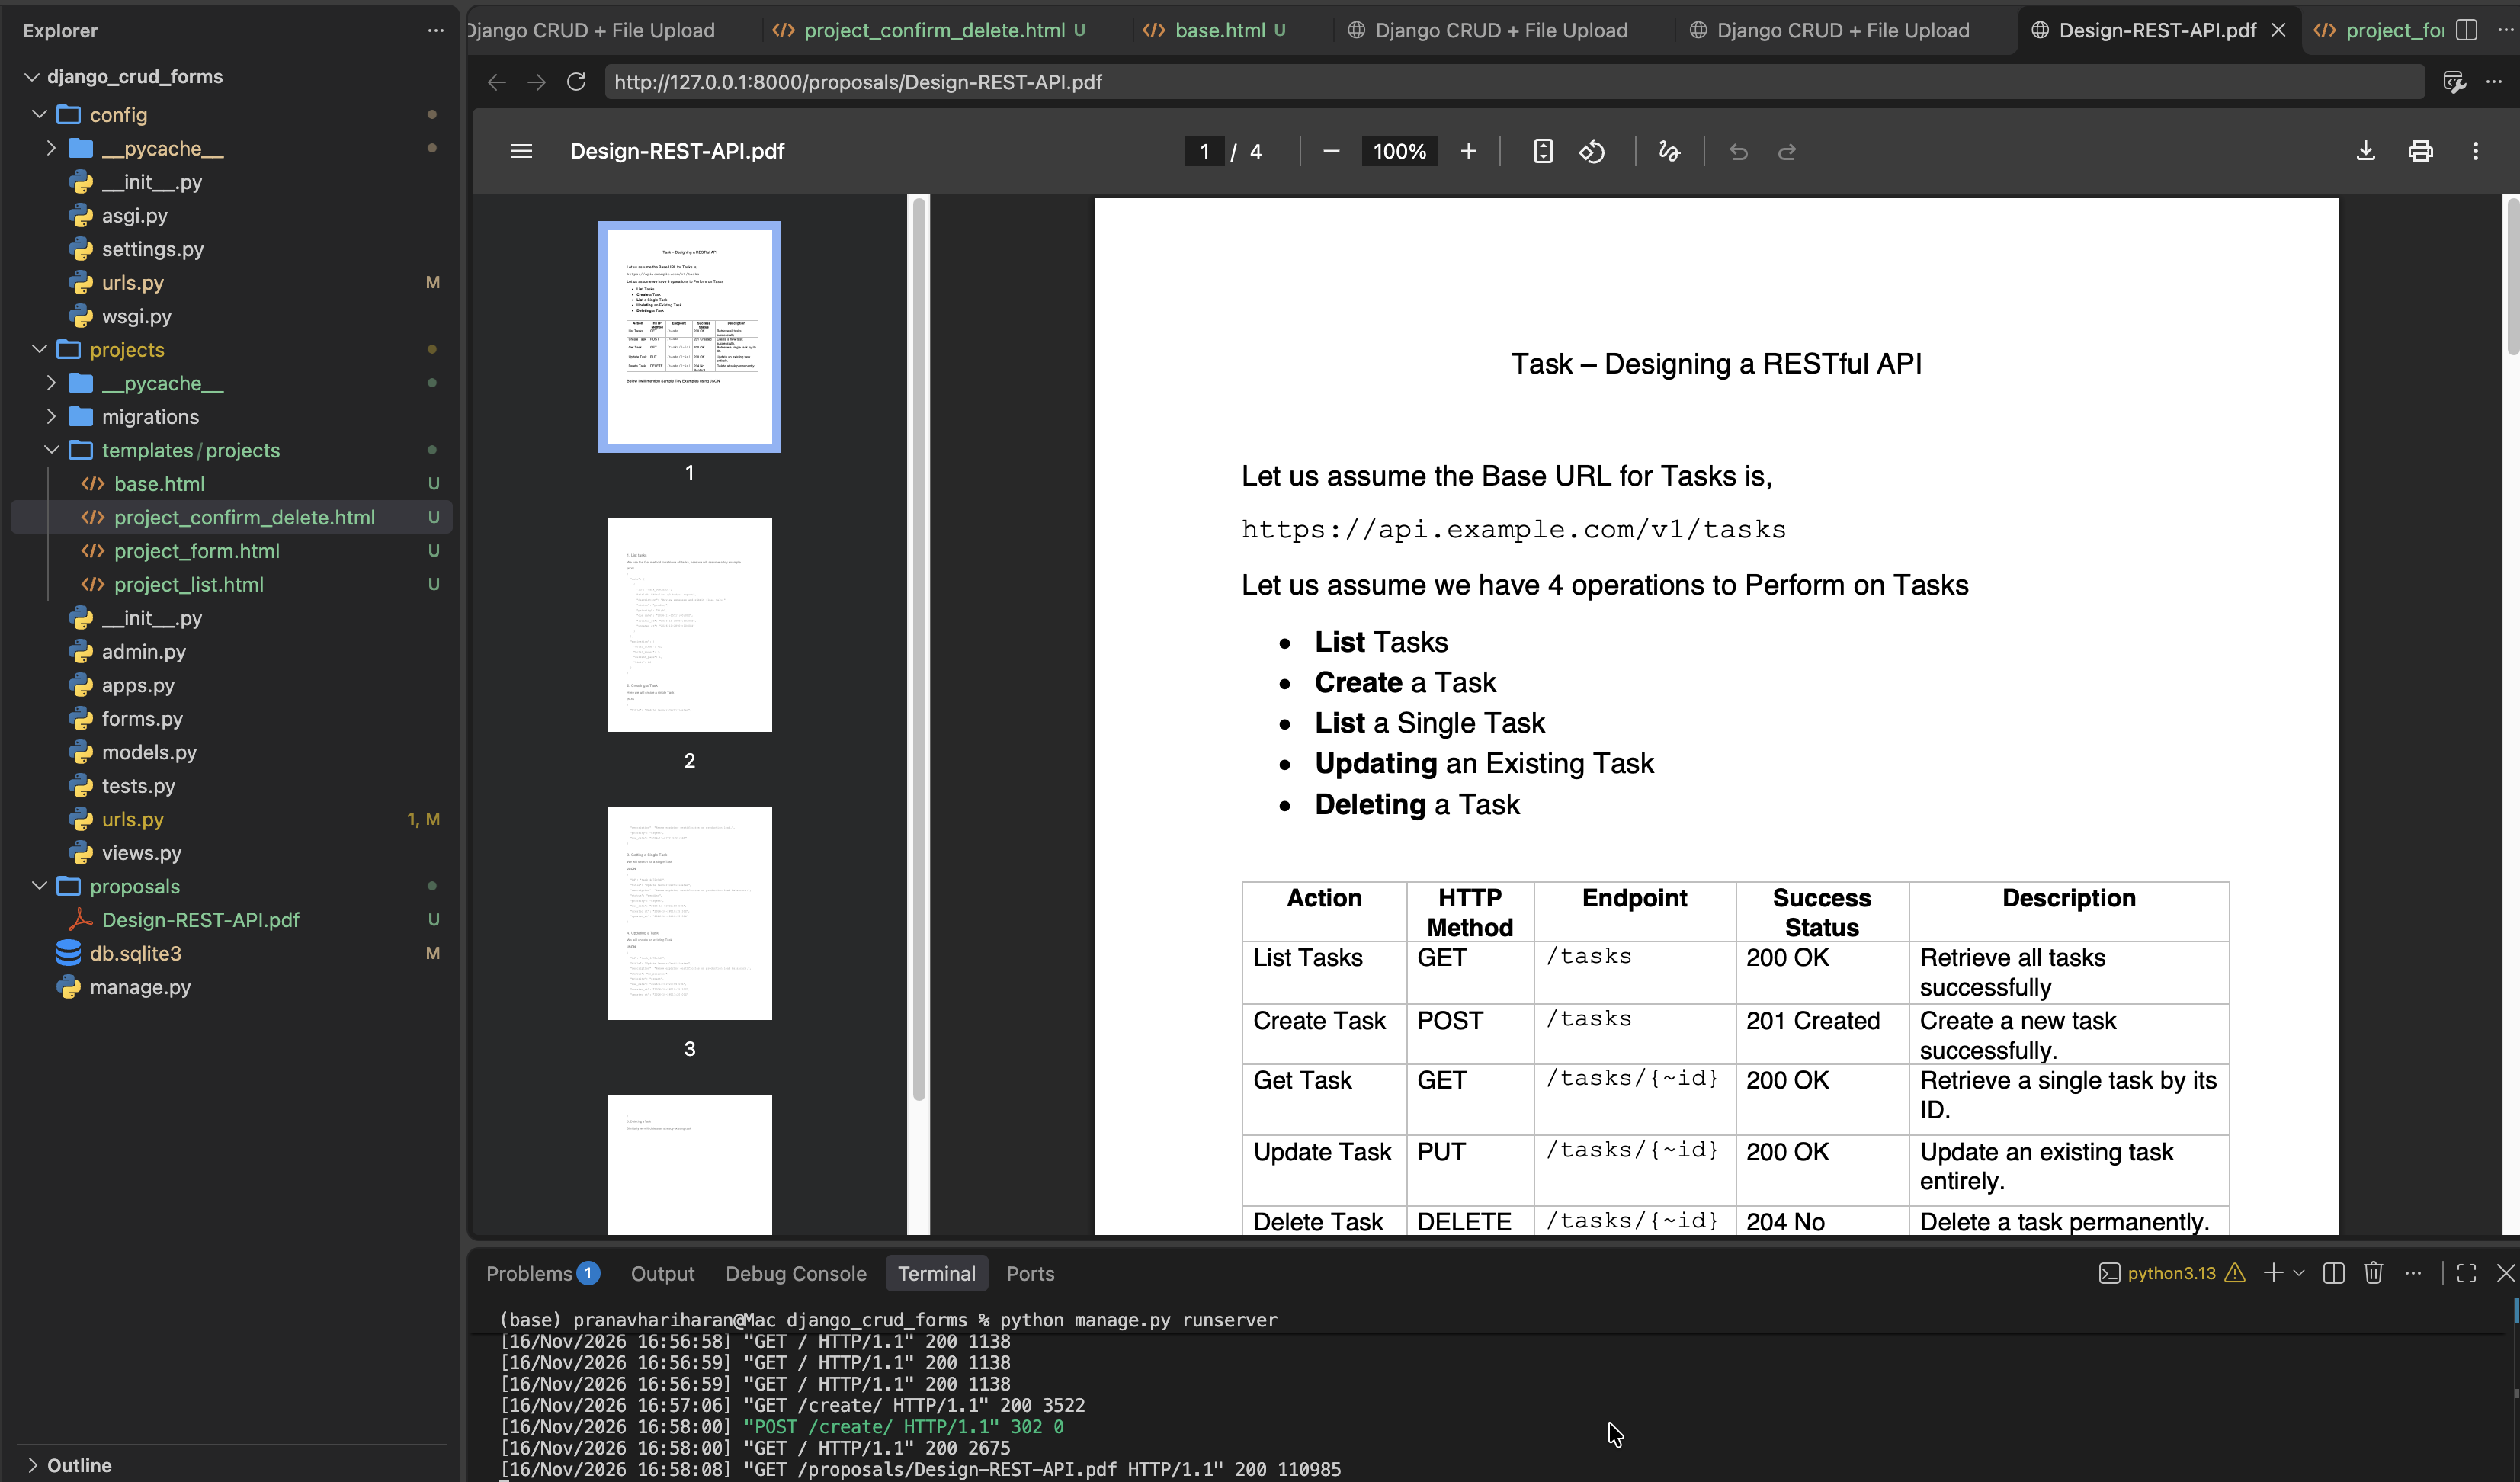 Explorer
django_crud_forms
config
__pycache__
__init__.py
asgi.py
settings.py
urls.py M
wsgi.py
projects
__pycache__
migrations
templates/projects
base.html U
project_confirm_delete.html U
project_form.html U
project_list.html U
__init__.py
admin.py
apps.py
forms.py
models.py
tests.py
urls.py 1, M
views.py
proposals
Design-REST-API.pdf U
db.sqlite3 M
manage.py
Outline
Django CRUD + File Upload
project_confirm_delete.html U
base.html U
Django CRUD + File Upload
Django CRUD + File Upload
Design-REST-API.pdf
project_for
http://127.0.0.1:8000/proposals/Design-REST-API.pdf
Design-REST-API.pdf
1 / 4
100%
1
2
3
Task – Designing a RESTful API
Let us assume the Base URL for Tasks is,
https://api.example.com/v1/tasks
Let us assume we have 4 operations to Perform on Tasks
• List Tasks
• Create a Task
• List a Single Task
• Updating an Existing Task
• Deleting a Task
Action HTTP Method Endpoint Success Status Description
List Tasks GET /tasks 200 OK Retrieve all tasks successfully
Create Task POST /tasks 201 Created Create a new task successfully.
Get Task GET /tasks/{~id} 200 OK Retrieve a single task by its ID.
Update Task PUT /tasks/{~id} 200 OK Update an existing task entirely.
Delete Task DELETE /tasks/{~id} 204 No Delete a task permanently.
Problems 1 Output Debug Console Terminal Ports
python3.13
(base) pranavhariharan@Mac django_crud_forms % python manage.py runserver
[16/Nov/2026 16:56:58] "GET / HTTP/1.1" 200 1138
[16/Nov/2026 16:56:59] "GET / HTTP/1.1" 200 1138
[16/Nov/2026 16:56:59] "GET / HTTP/1.1" 200 1138
[16/Nov/2026 16:57:06] "GET /create/ HTTP/1.1" 200 3522
[16/Nov/2026 16:58:00] "POST /create/ HTTP/1.1" 302 0
[16/Nov/2026 16:58:00] "GET / HTTP/1.1" 200 2675
[16/Nov/2026 16:58:08] "GET /proposals/Design-REST-API.pdf HTTP/1.1" 200 110985